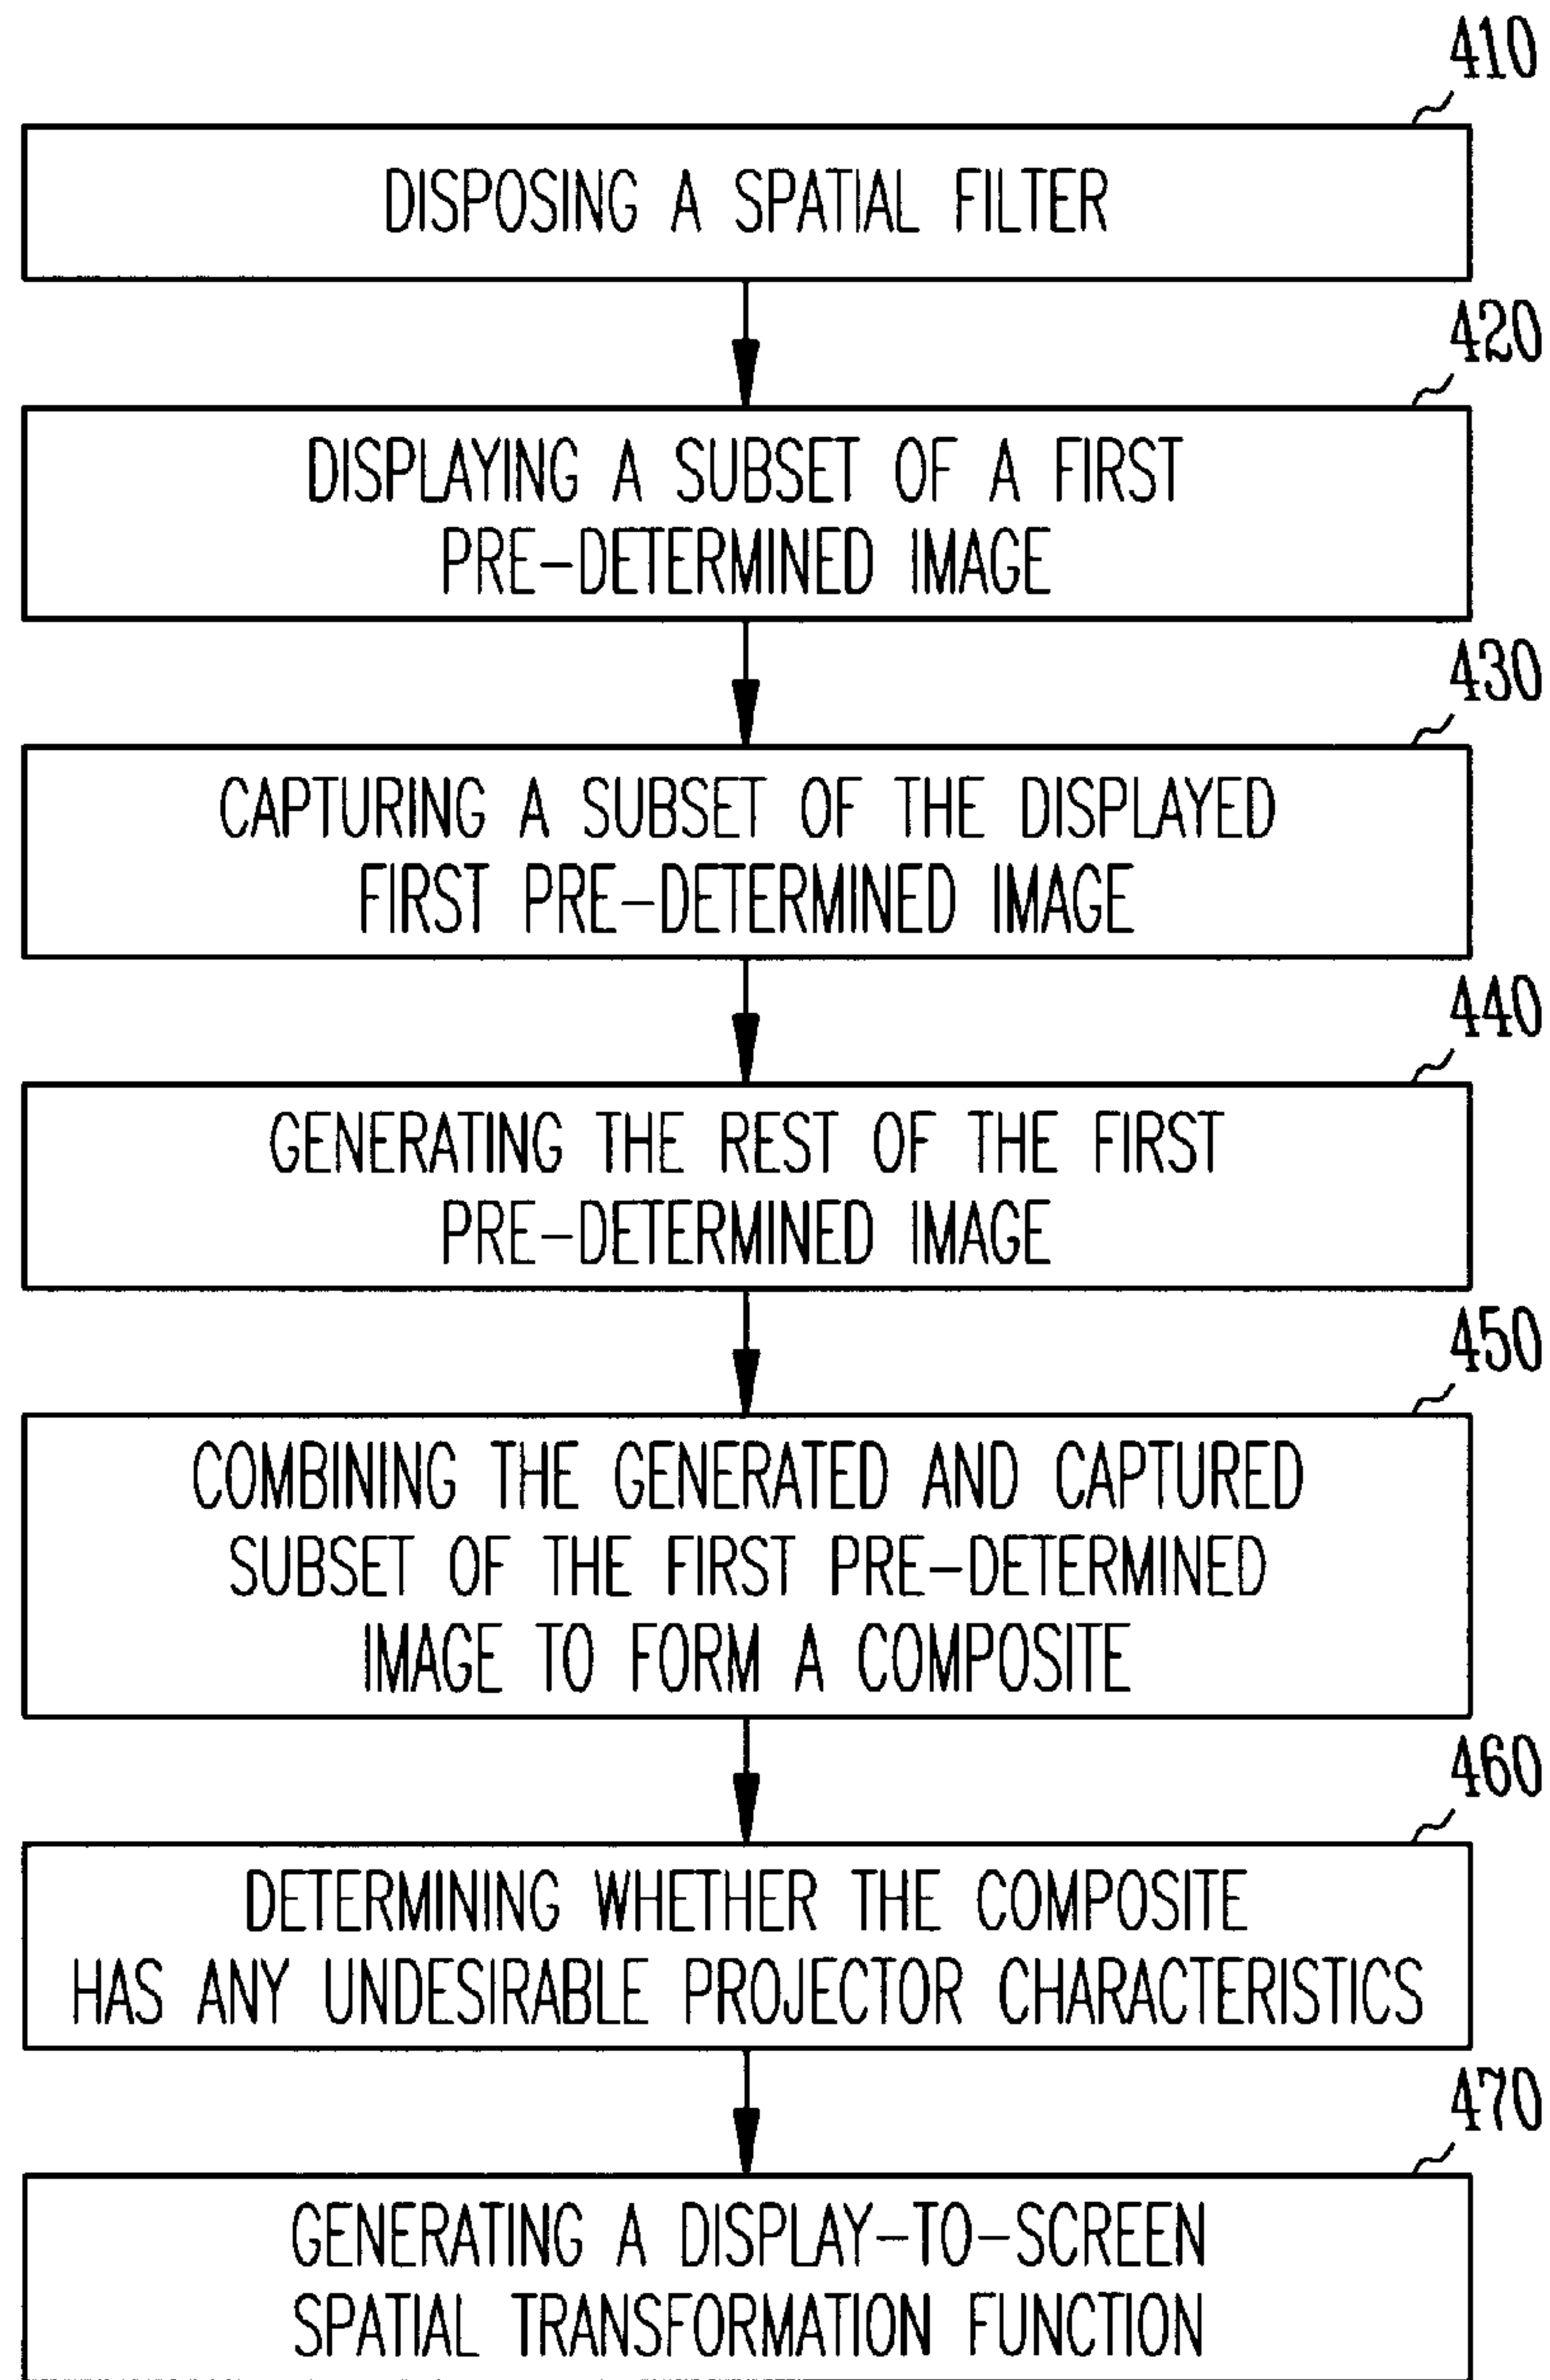 410
DISPOSING A SPATIAL FILTER
420
DISPLAYING A SUBSET OF A FIRST
PRE-DETERMINED IMAGE
430
CAPTURING A SUBSET OF THE DISPLAYED
FIRST PRE-DETERMINED IMAGE
440
GENERATING THE REST OF THE FIRST
PRE-DETERMINED IMAGE
450
COMBINING THE GENERATED AND CAPTURED
SUBSET OF THE FIRST PRE-DETERMINED
IMAGE TO FORM A COMPOSITE
460
DETERMINING WHETHER THE COMPOSITE
HAS ANY UNDESIRABLE PROJECTOR CHARACTERISTICS
470
GENERATING A DISPLAY-TO-SCREEN
SPATIAL TRANSFORMATION FUNCTION